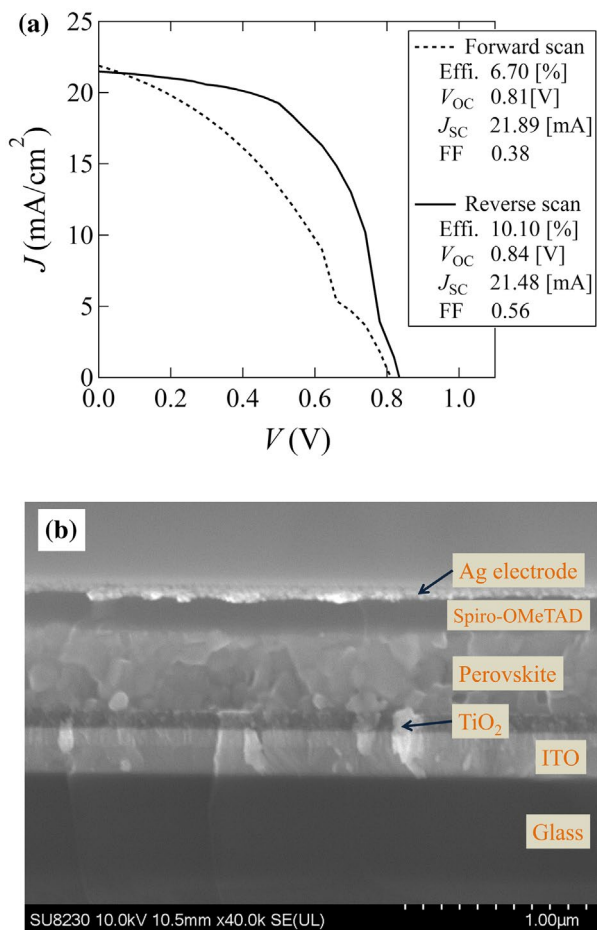 (a)
25
20
15
10
5
0
J (mA/cm2)
0.0 0.2 0.4 0.6 0.8 1.0
V (V)
Forward scan
Effi. 6.70 [%]
VOC 0.81[V]
JSC 21.89 [mA]
FF 0.38
Reverse scan
Effi. 10.10 [%]
VOC 0.84 [V]
JSC 21.48 [mA]
FF 0.56
(b)
Ag electrode
Spiro-OMeTAD
Perovskite
TiO2
ITO
Glass
SU8230 10.0kV 10.5mm x40.0k SE(UL) 1.00µm